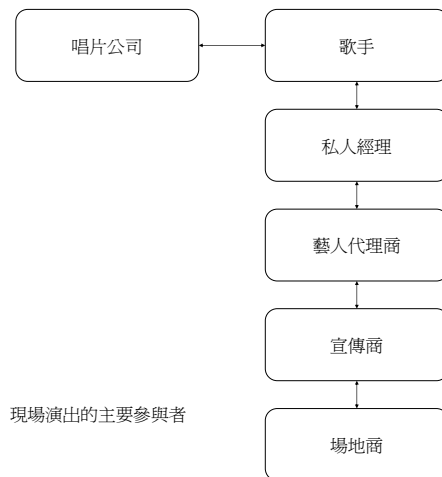 唱片公司
歌手
私人經理
藝人代理商
宣傳商
現場演出的主要參與者
場地商